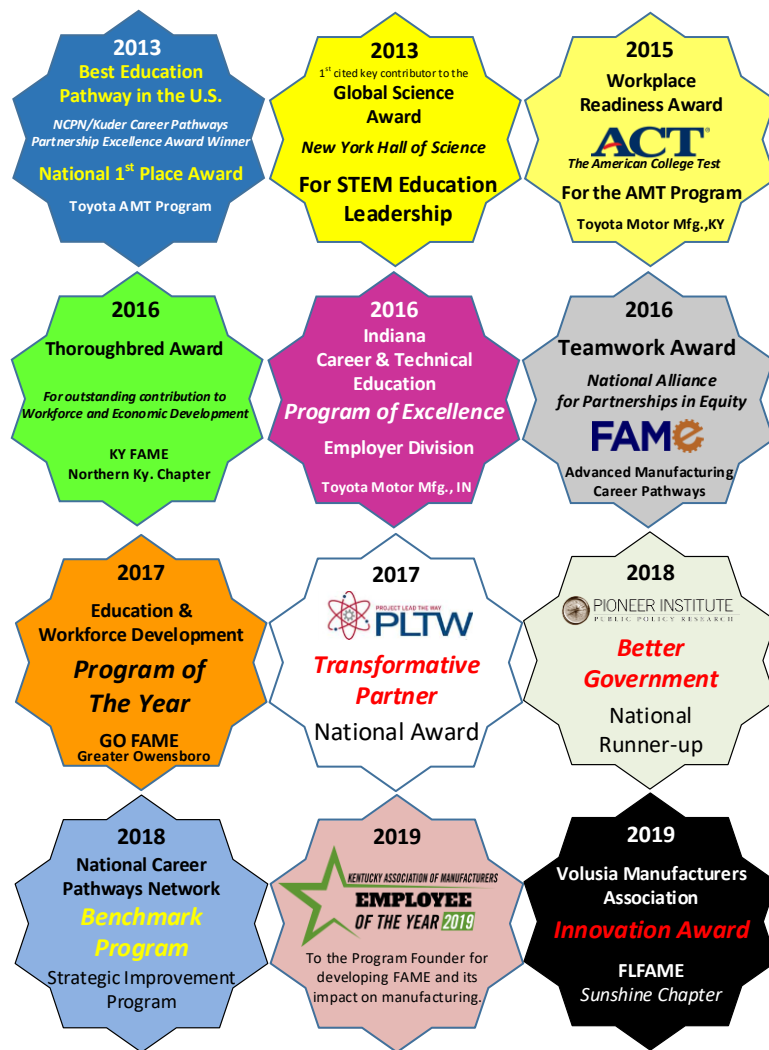 2013
Best Education
Pathway in the U.S.
NCPN/Kuder Career Pathways
Partnership Excellence Award Winner
National 1st Place Award
Toyota AMT Program
2013
1st cited key contributor to the
Global Science
Award
New York Hall of Science
For STEM Education
Leadership
2015
Workplace
Readiness Award
ACT®
The American College Test
For the AMT Program
Toyota Motor Mfg.,KY
2016
Thoroughbred Award
For outstanding contribution to
Workforce and Economic Development
KY FAME
Northern Ky. Chapter
2016
Indiana
Career & Technical
Education
Program of Excellence
Employer Division
Toyota Motor Mfg., IN
2016
Teamwork Award
National Alliance
for Partnerships in Equity
FAMe
Advanced Manufacturing
Career Pathways
2017
Education &
Workforce Development
Program of
The Year
GO FAME
Greater Owensboro
2017
PROJECT LEAD THE WAY
PLTW
Transformative
Partner
National Award
2018
PIONEER INSTITUTE
PUBLIC POLICY RESEARCH
Better
Government
National
Runner-up
2018
National Career
Pathways Network
Benchmark
Program
Strategic Improvement
Program
2019
KENTUCKY ASSOCIATION OF MANUFACTURERS
EMPLOYEE
OF THE YEAR 2019
To the Program Founder for
developing FAME and its
impact on manufacturing.
2019
Volusia Manufacturers
Association
Innovation Award
FLFAME
Sunshine Chapter